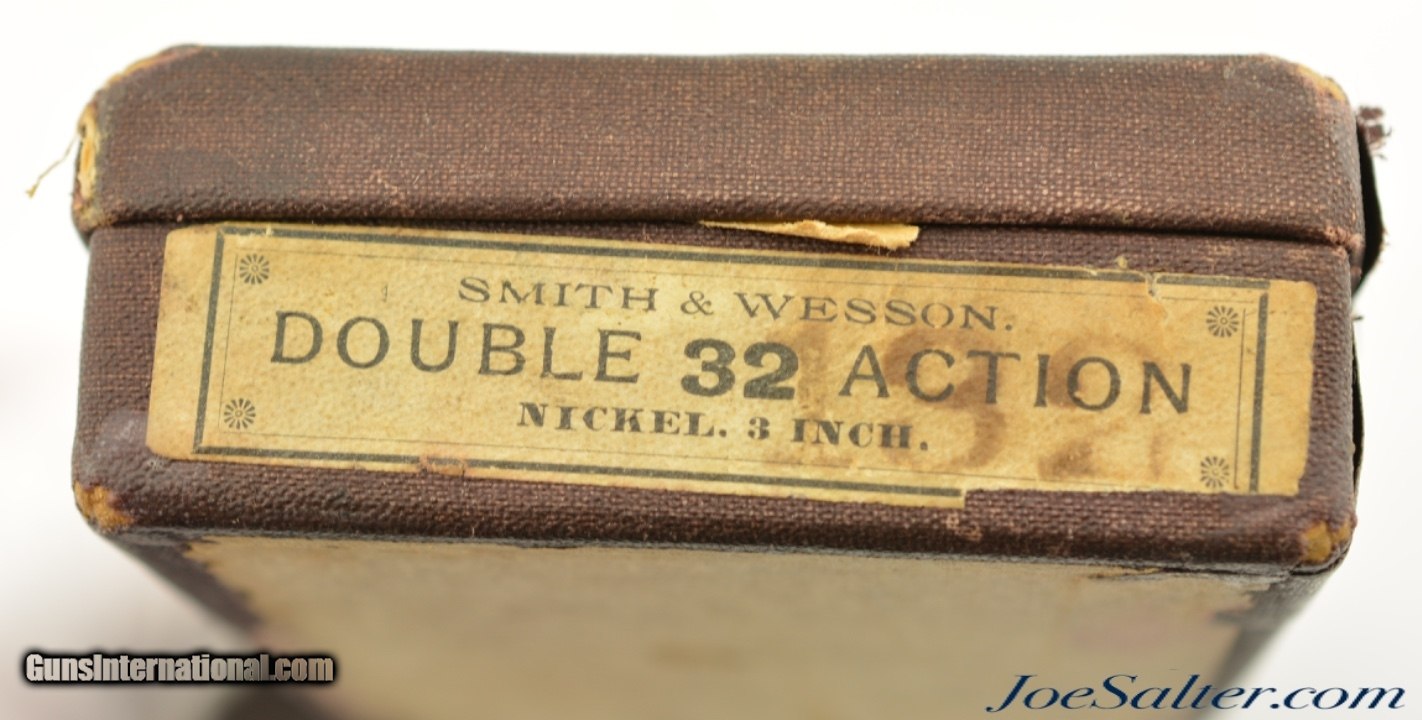 SMITH & WESSON.
DOUBLE 32 ACTION
NICKEL. 3 INCH.
GunsInternational.com
JoeSalter.com